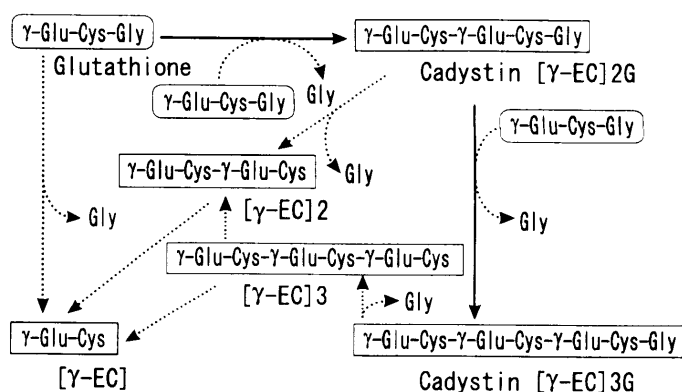 γ-Glu-Cys-Gly
Glutathione
γ-Glu-Cys-Gly
Gly
γ-Glu-Cys-γ-Glu-Cys-Gly
Cadystin [γ-EC]2G
γ-Glu-Cys-Gly
γ-Glu-Cys-γ-Glu-Cys
Gly
[γ-EC]2
Gly
Gly
γ-Glu-Cys-γ-Glu-Cys-γ-Glu-Cys
[γ-EC]3
Gly
γ-Glu-Cys
[γ-EC]
γ-Glu-Cys-γ-Glu-Cys-γ-Glu-Cys-Gly
Cadystin [γ-EC]3G